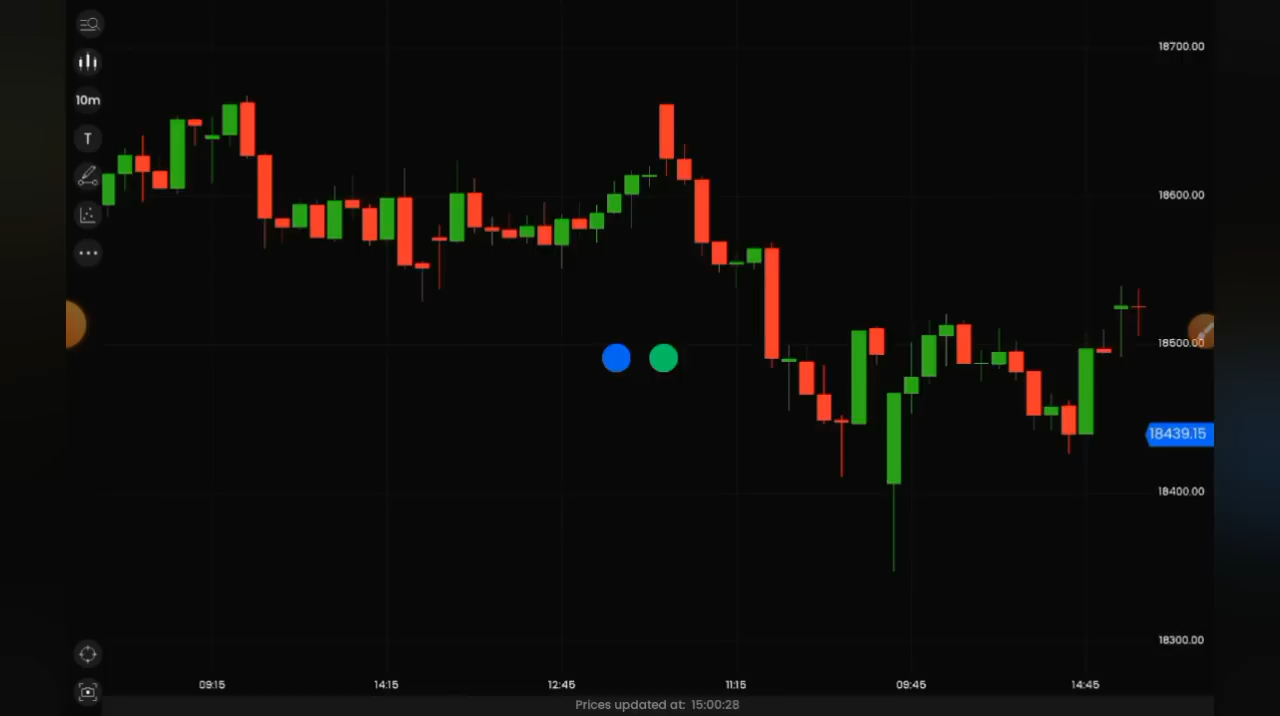 18700.00
10m
T
18600.00
18500.00
18439.15
18400.00
18300.00
09:15 14:15 12:45 11:15 09:45 14:45
Prices updated at: 15:00:28